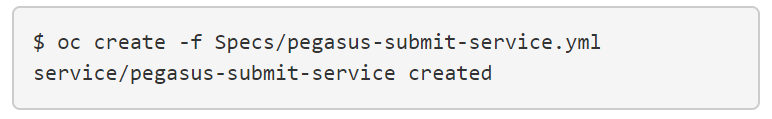 $ oc create -f Specs/pegasus-submit-service.yml
service/pegasus-submit-service created